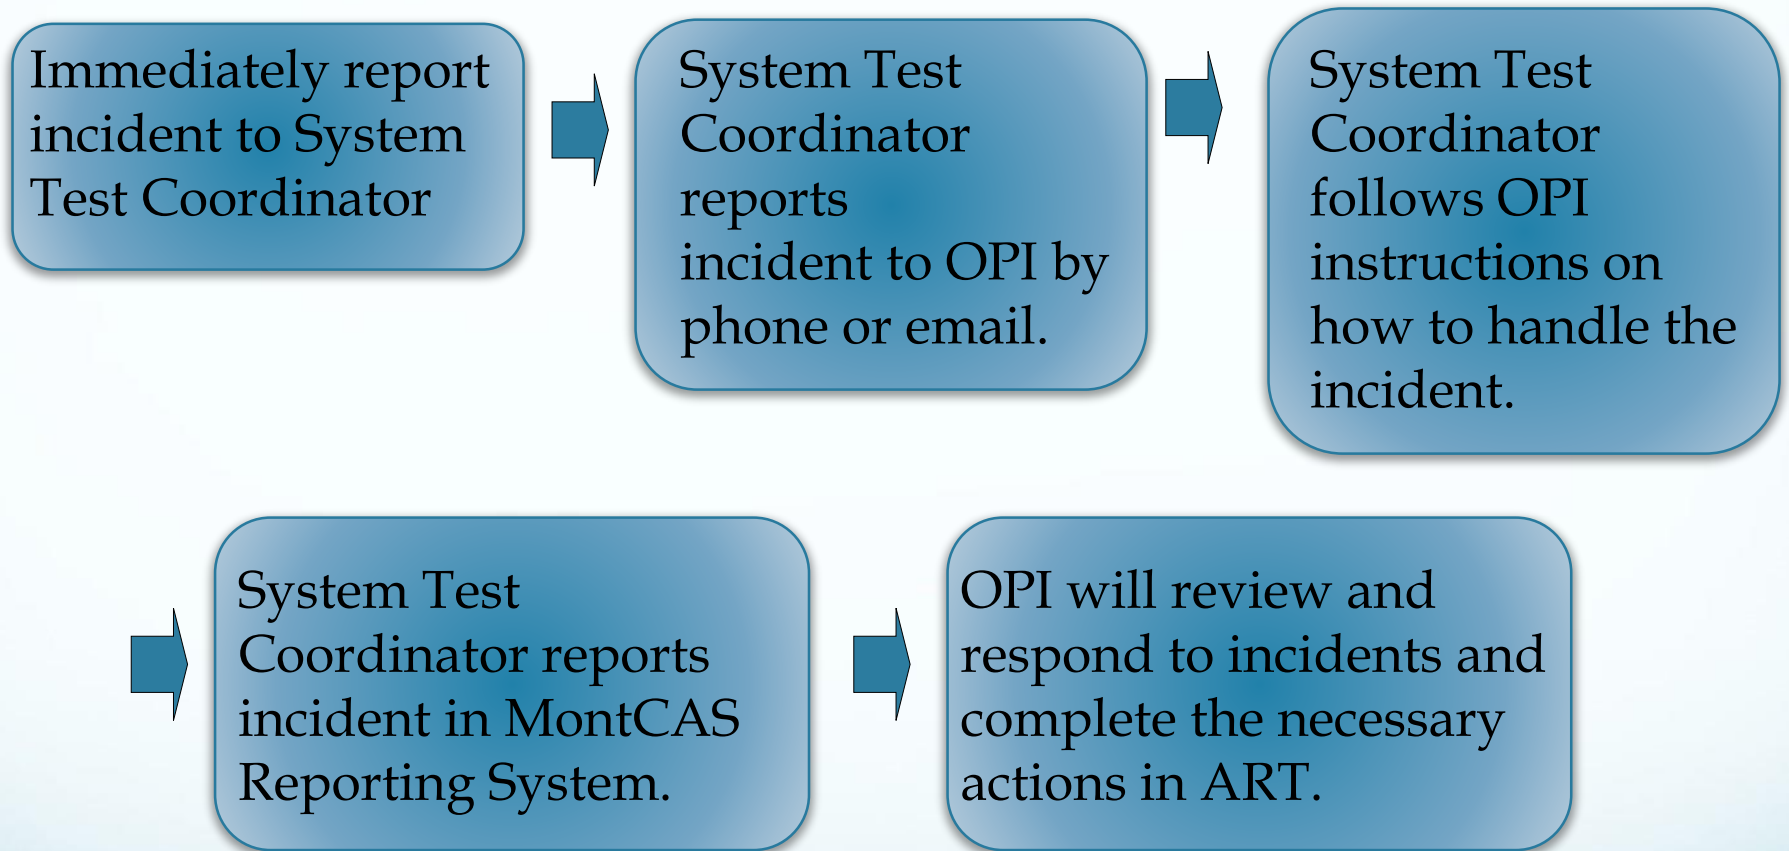 Immediately report
incident to System
Test Coordinator
System Test
Coordinator
reports
incident to OPI by
phone or email.
System Test
Coordinator
follows OPI
instructions on
how to handle the
incident.
System Test
Coordinator reports
incident in MontCAS
Reporting System.
OPI will review and
respond to incidents and
complete the necessary
actions in ART.